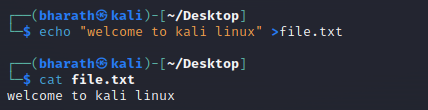 ┌──(bharath㉿kali)-[~/Desktop]
└─$ echo "welcome to kali linux" >file.txt
┌──(bharath㉿kali)-[~/Desktop]
└─$ cat file.txt
welcome to kali linux